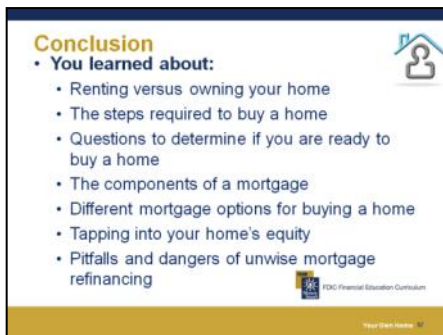 Conclusion
• You learned about:
• Renting versus owning your home
• The steps required to buy a home
• Questions to determine if you are ready to
buy a home
• The components of a mortgage
• Different mortgage options for buying a home
• Tapping into your home's equity
• Pitfalls and dangers of unwise mortgage
refinancing
FDIC Financial Education Curriculum
Your Own Home